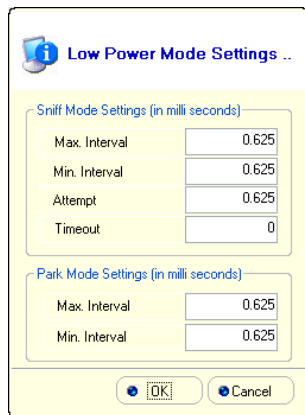 Low Power Mode Settings ..
Sniff Mode Settings (in milli seconds)
Max. Interval 0.625
Min. Interval 0.625
Attempt 0.625
Timeout 0
Park Mode Settings (in milli seconds)
Max. Interval 0.625
Min. Interval 0.625
OK Cancel